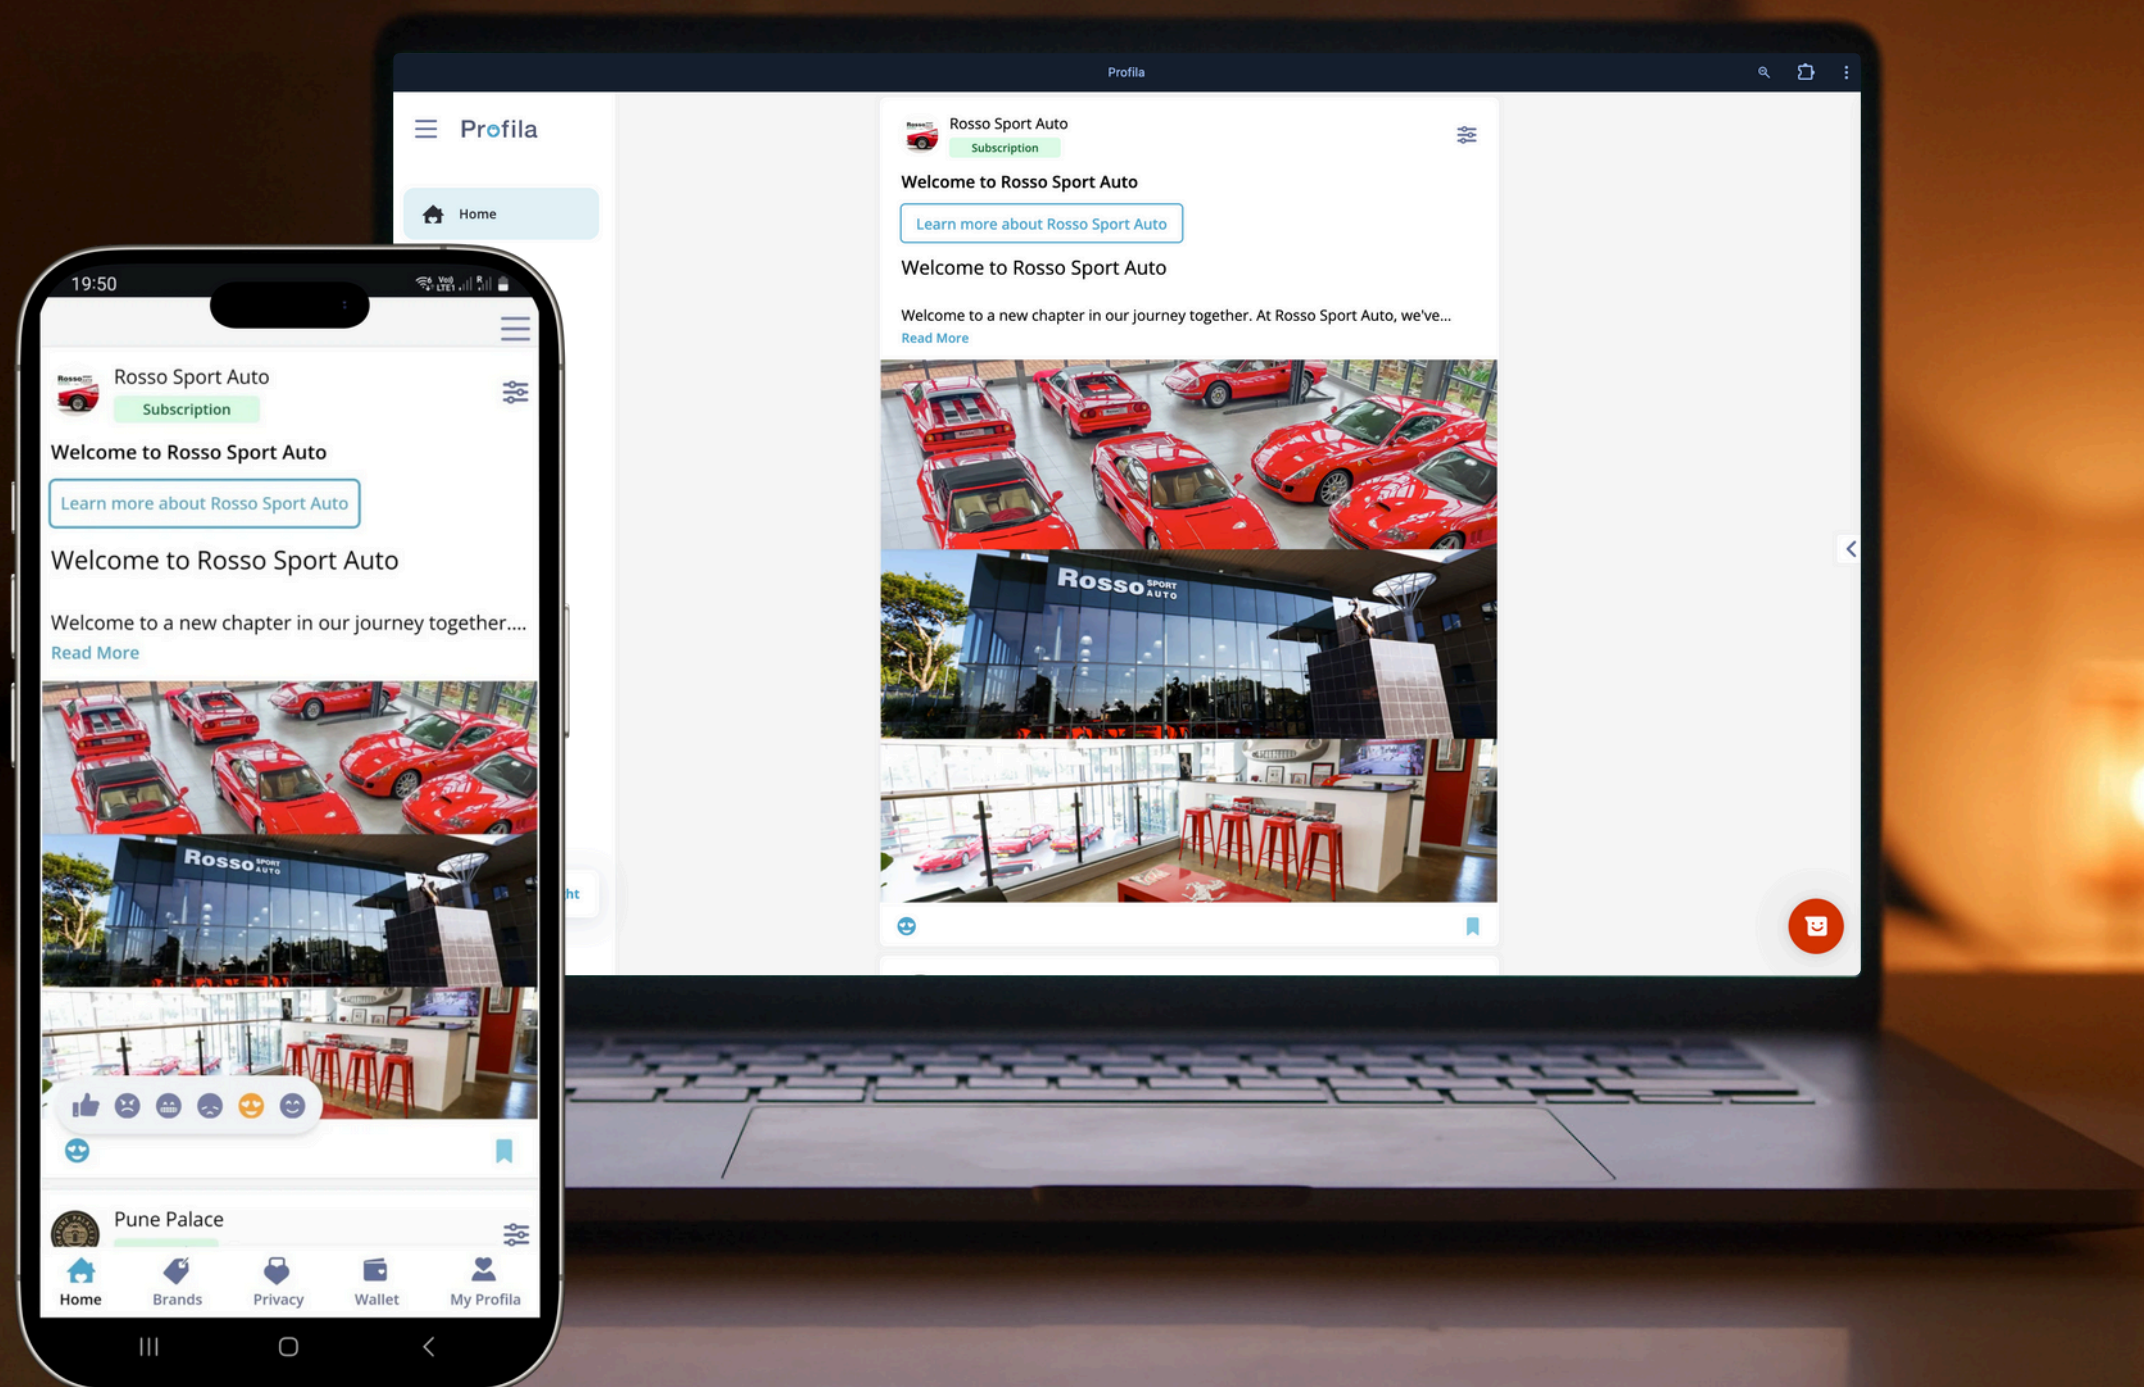 Profila
Profila
Home
Rosso Sport Auto
Subscription
Welcome to Rosso Sport Auto
Learn more about Rosso Sport Auto
Welcome to Rosso Sport Auto
Welcome to a new chapter in our journey together. At Rosso Sport Auto, we've...
Read More
Rosso SPORT AUTO
ht
19:50
Rosso Sport Auto
Subscription
Welcome to Rosso Sport Auto
Learn more about Rosso Sport Auto
Welcome to Rosso Sport Auto
Welcome to a new chapter in our journey together....
Read More
Rosso SPORT AUTO
Pune Palace
Home
Brands
Privacy
Wallet
My Profila